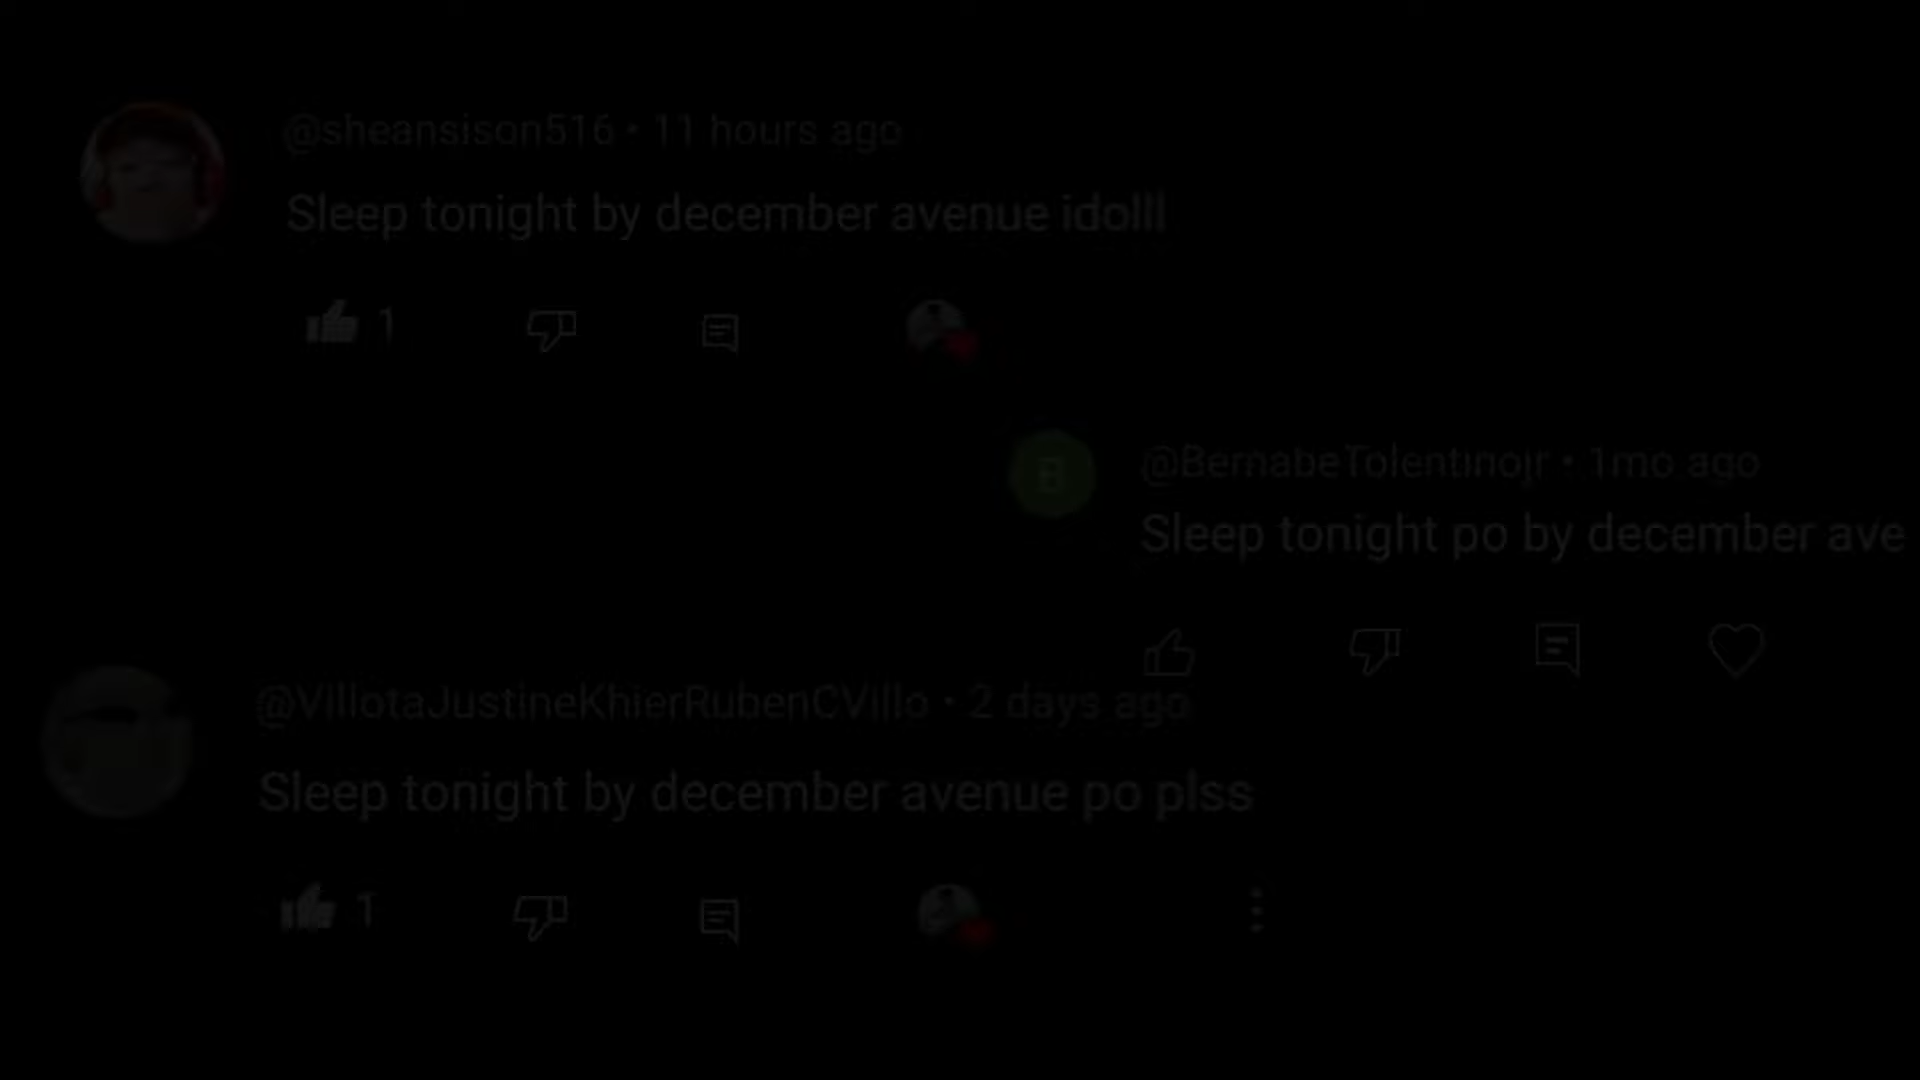 @sheansison516 • 11 hours ago
Sleep tonight by december avenue idolll
1
B
@BernabeTolentinojr • 1mo ago
Sleep tonight po by december ave
@VillotaJustineKhierRubenCVillo • 2 days ago
Sleep tonight by december avenue po plss
1